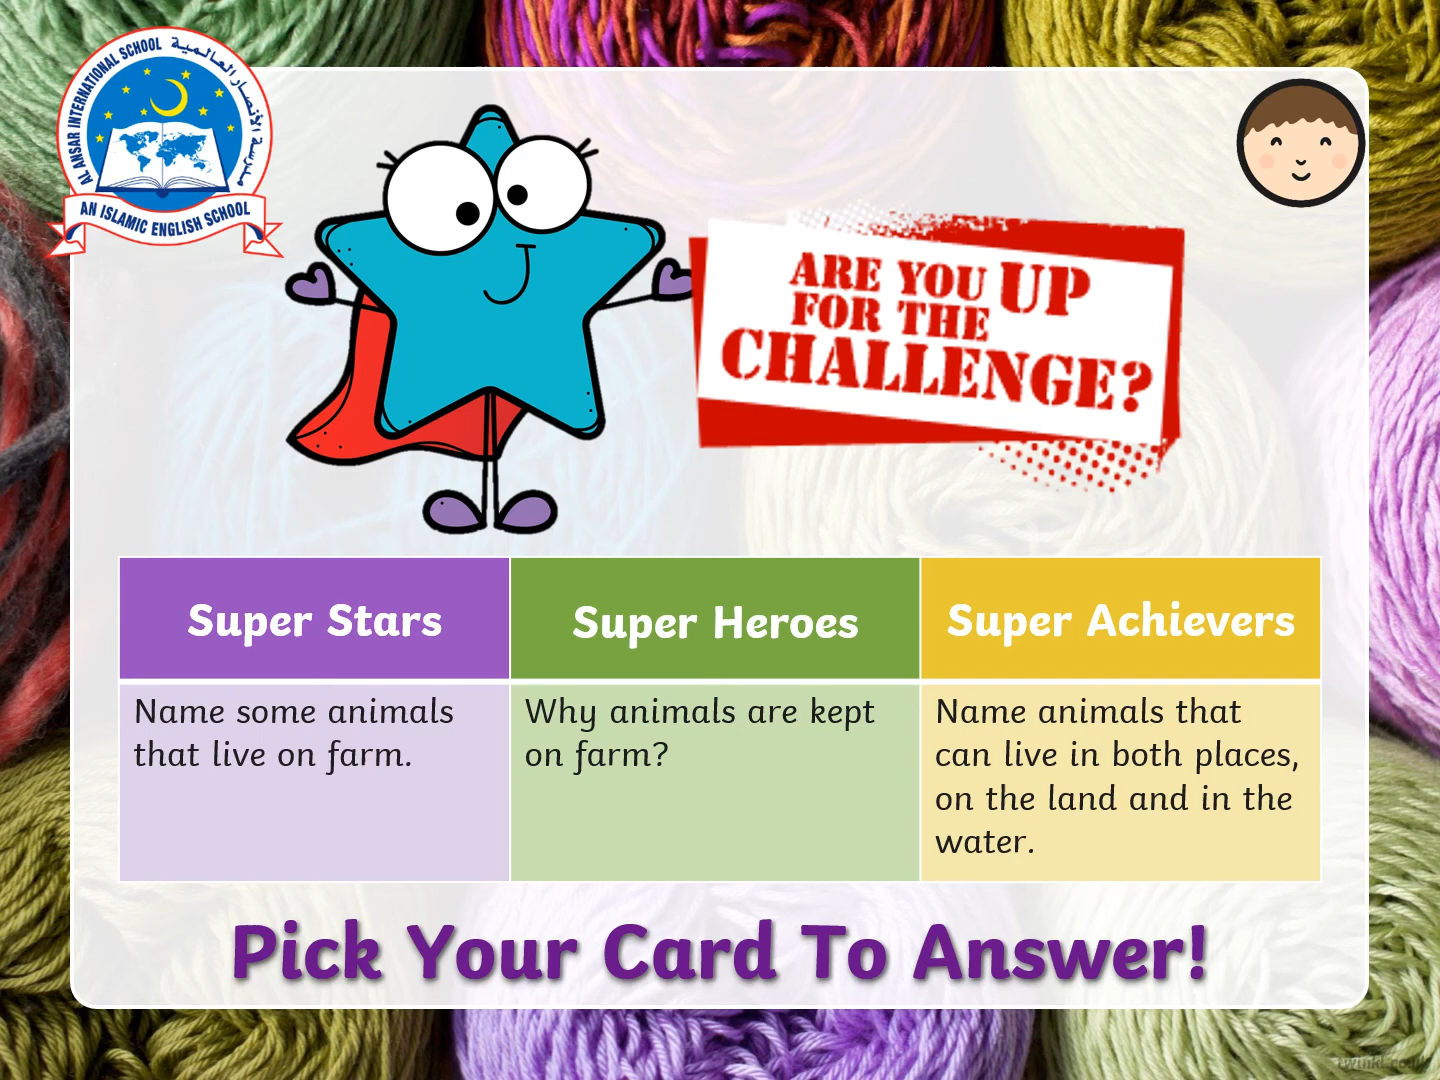 AL ANSAR INTERNATIONAL SCHOOL
مدرسة الأنصار العالمية
AN ISLAMIC ENGLISH SCHOOL
ARE YOU UP
FOR THE
CHALLENGE?
Super Stars
Super Heroes
Super Achievers
Name some animals
that live on farm.
Why animals are kept
on farm?
Name animals that
can live in both places,
on the land and in the
water.
Pick Your Card To Answer!